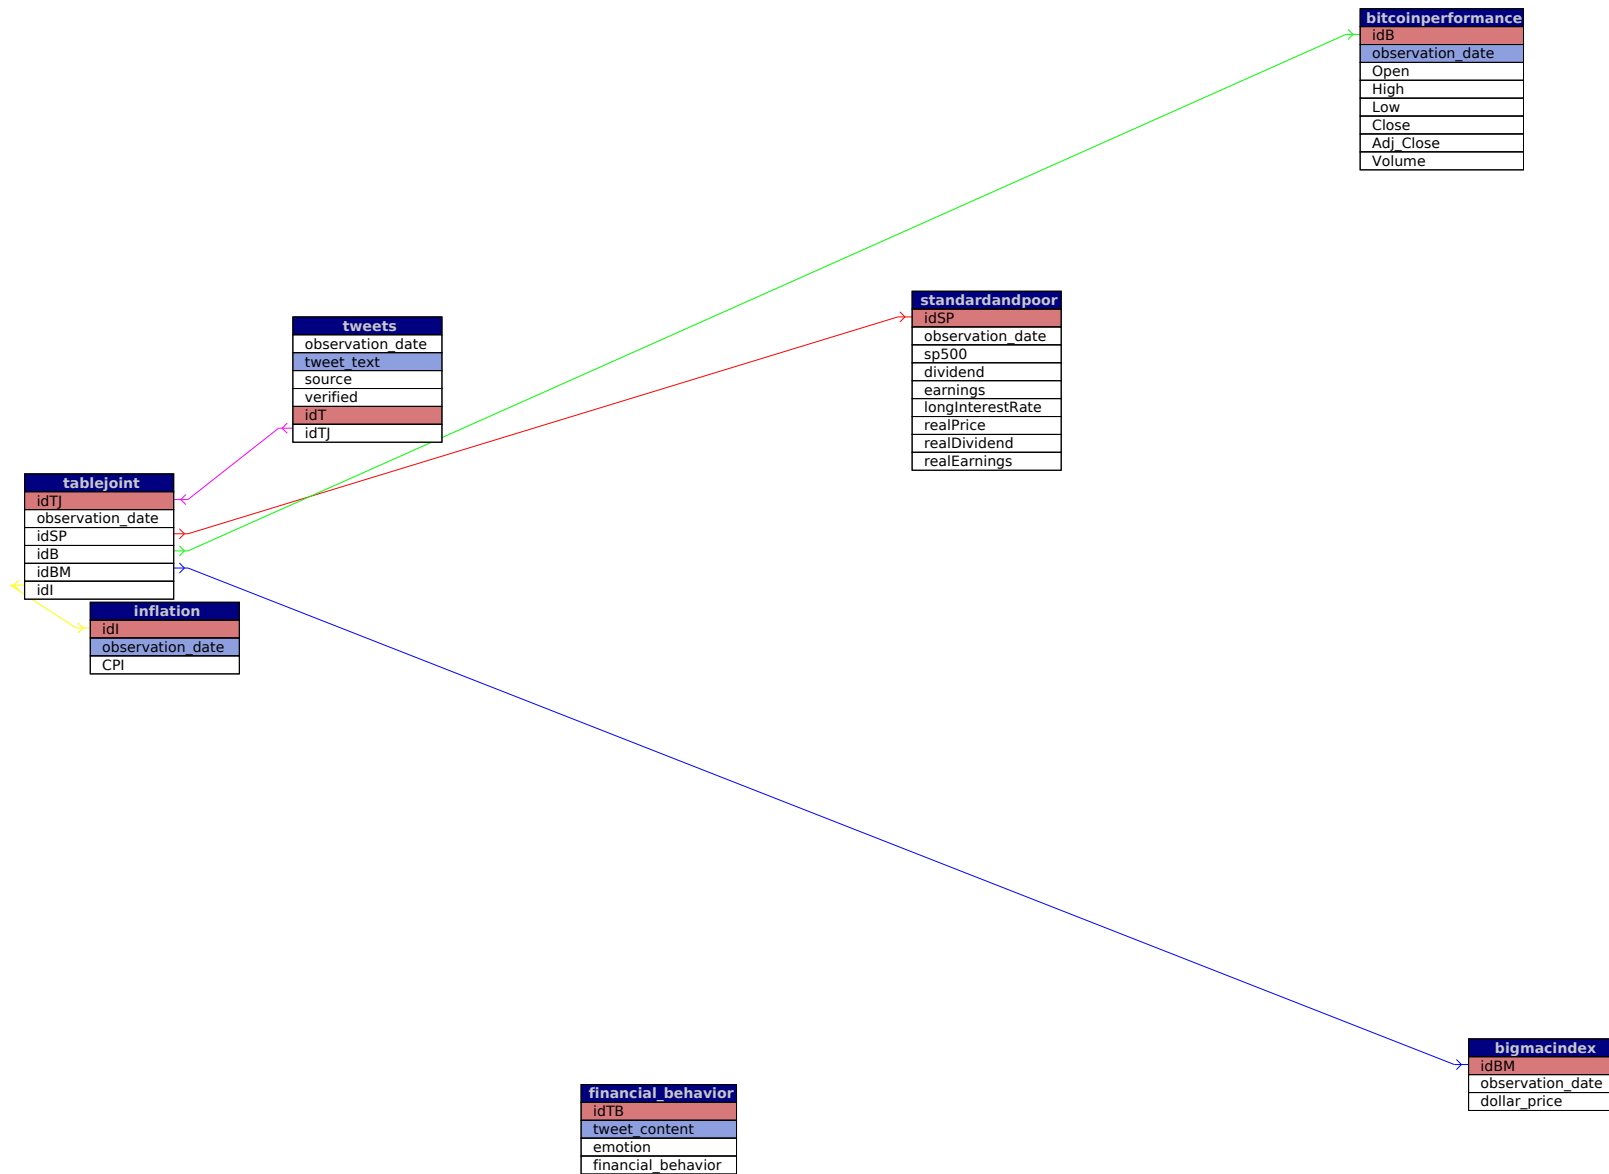 bitcoinperformance
idB
observation_date
Open
High
Low
Close
Adj_Close
Volume
standardandpoor
idSP
observation_date
sp500
dividend
earnings
longInterestRate
realPrice
realDividend
realEarnings
tweets
observation_date
tweet_text
source
verified
idT
idTJ
tablejoint
idTJ
observation_date
idSP
idB
idBM
idI
inflation
idI
observation_date
CPI
bigmacindex
idBM
observation_date
dollar_price
financial_behavior
idTB
tweet_content
emotion
financial_behavior